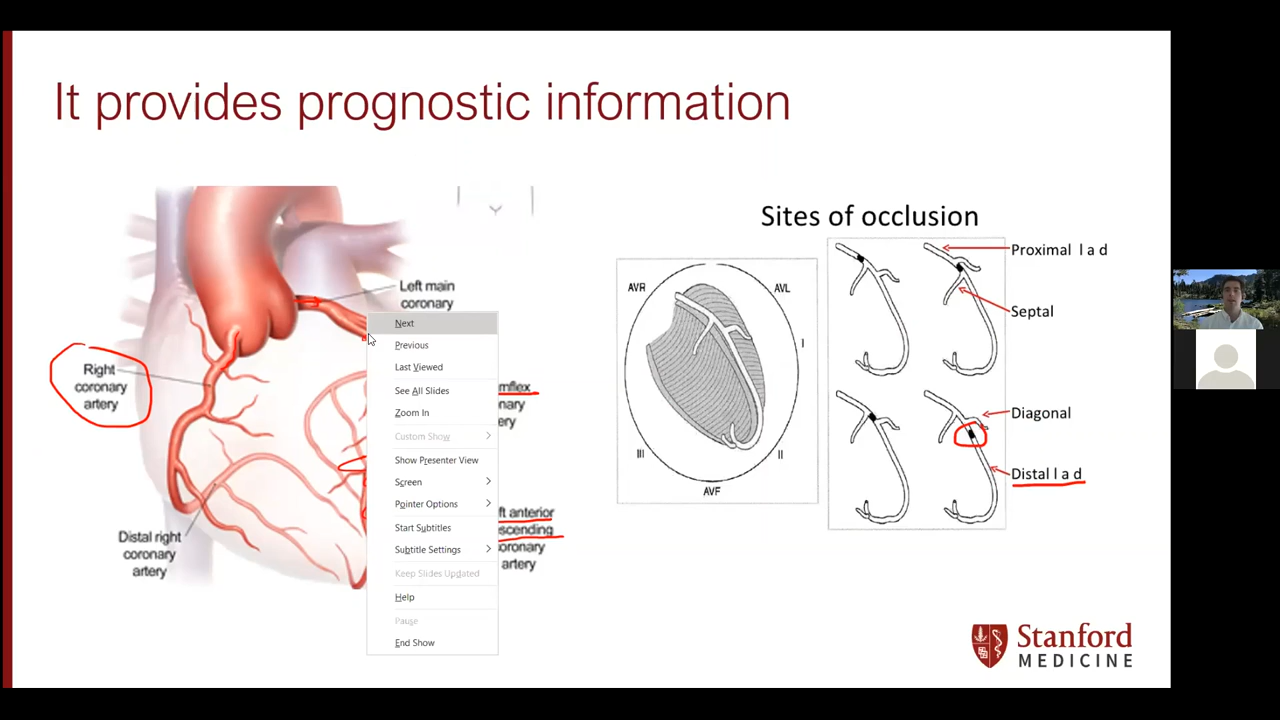 It provides prognostic information
Left main
coronary
Right
coronary
artery
Distal right
coronary
artery
mflex
nary
ery
ft anterior
scending
oronary
artery
Next
Previous
Last Viewed
See All Slides
Zoom In
Custom Show
Show Presenter View
Screen
Pointer Options
Start Subtitles
Subtitle Settings
Keep Slides Updated
Help
Pause
End Show
Sites of occlusion
AVR
AVL
I
III
II
AVF
Proximal l a d
Septal
Diagonal
Distal l a d
Stanford
MEDICINE